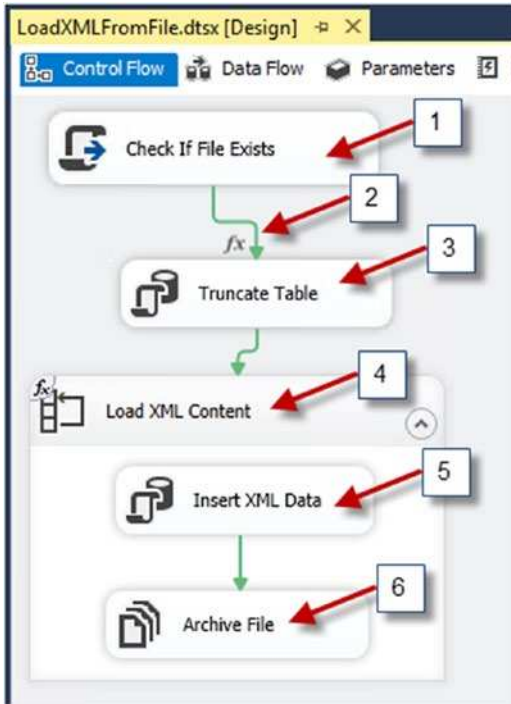 LoadXMLFromFile.dtsx [Design]
Control Flow Data Flow Parameters
1
Check If File Exists
2
fx
3
Truncate Table
4
fx
Load XML Content
5
Insert XML Data
6
Archive File